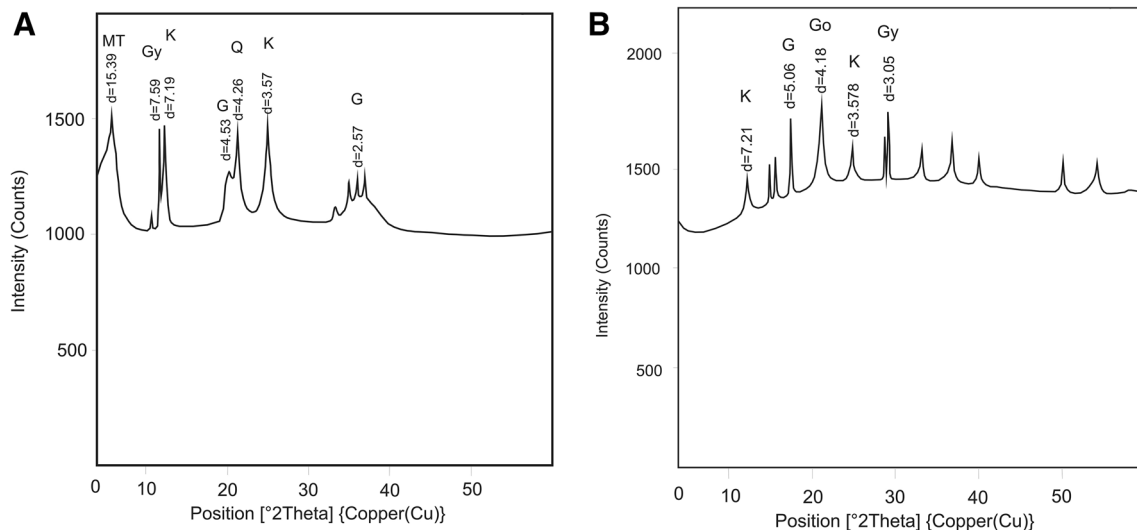 A
MT
d=15.39
Gy
d=7.59
K
d=7.19
G
d=4.53
Q
d=4.26
K
d=3.57
G
d=2.57
1500
1000
500
Intensity (Counts)
0 10 20 30 40 50
Position [°2Theta] {Copper(Cu)}
B
K
d=7.21
G
d=5.06
Go
d=4.18
K
d=3.578
Gy
d=3.05
2000
1500
1000
500
Intensity (Counts)
0 10 20 30 40 50
Position [°2Theta] {Copper(Cu)}